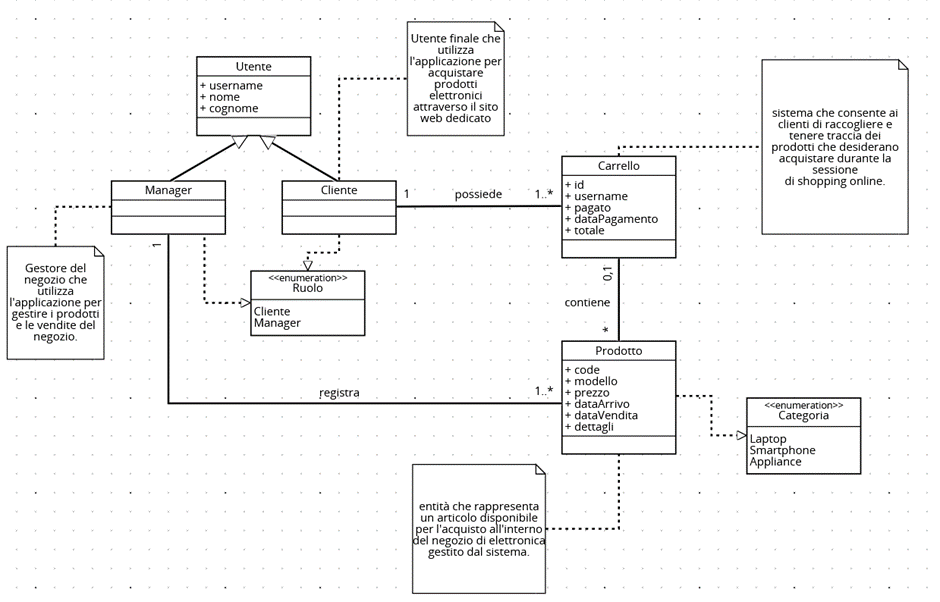 Utente
+ username
+ nome
+ cognome
Utente finale che
utilizza
l'applicazione per
acquistare
prodotti
elettronici
attraverso il sito
web dedicato
sistema che consente ai
clienti di raccogliere e
tenere traccia dei
prodotti che desiderano
acquistare durante la
sessione
di shopping online.
Manager
Cliente
1
possiede
1..*
Carrello
+ id
+ username
+ pagato
+ dataPagamento
+ totale
1
Gestore del
negozio che
utilizza
l'applicazione per
gestire i prodotti
e le vendite del
negozio.
<<enumeration>>
Ruolo
Cliente
Manager
0,1
contiene
*
Prodotto
+ code
+ modello
+ prezzo
+ dataArrivo
+ dataVendita
+ dettagli
registra
1..*
<<enumeration>>
Categoria
Laptop
Smartphone
Appliance
entità che rappresenta
un articolo disponibile
per l'acquisto all'interno
del negozio di elettronica
gestito dal sistema.